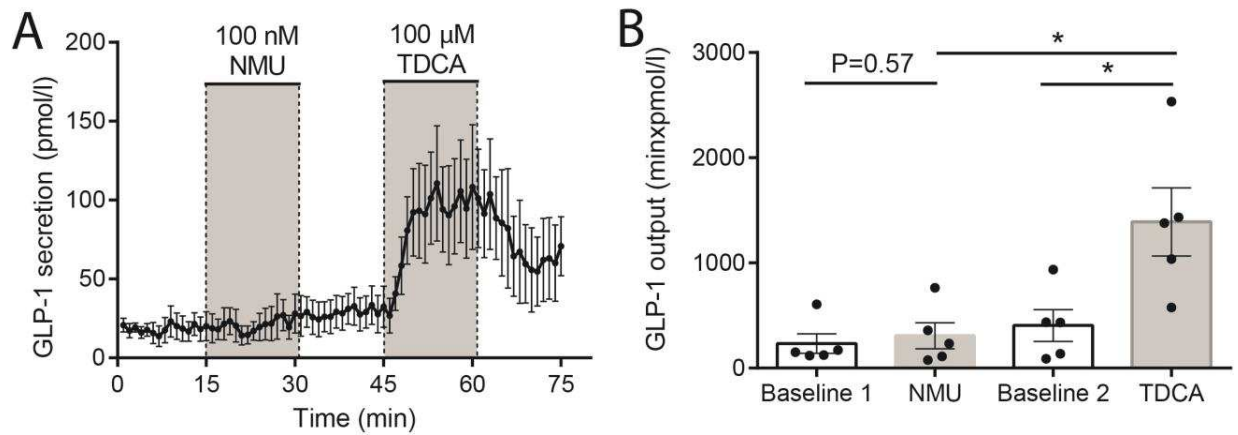 A
GLP-1 secretion (pmol/l)
200
150
100
50
0
100 nM
NMU
100 µM
TDCA
0
15
30
45
60
75
Time (min)
B
GLP-1 output (minxpmol/l)
3000
2000
1000
0
P=0.57
*
*
Baseline 1
NMU
Baseline 2
TDCA